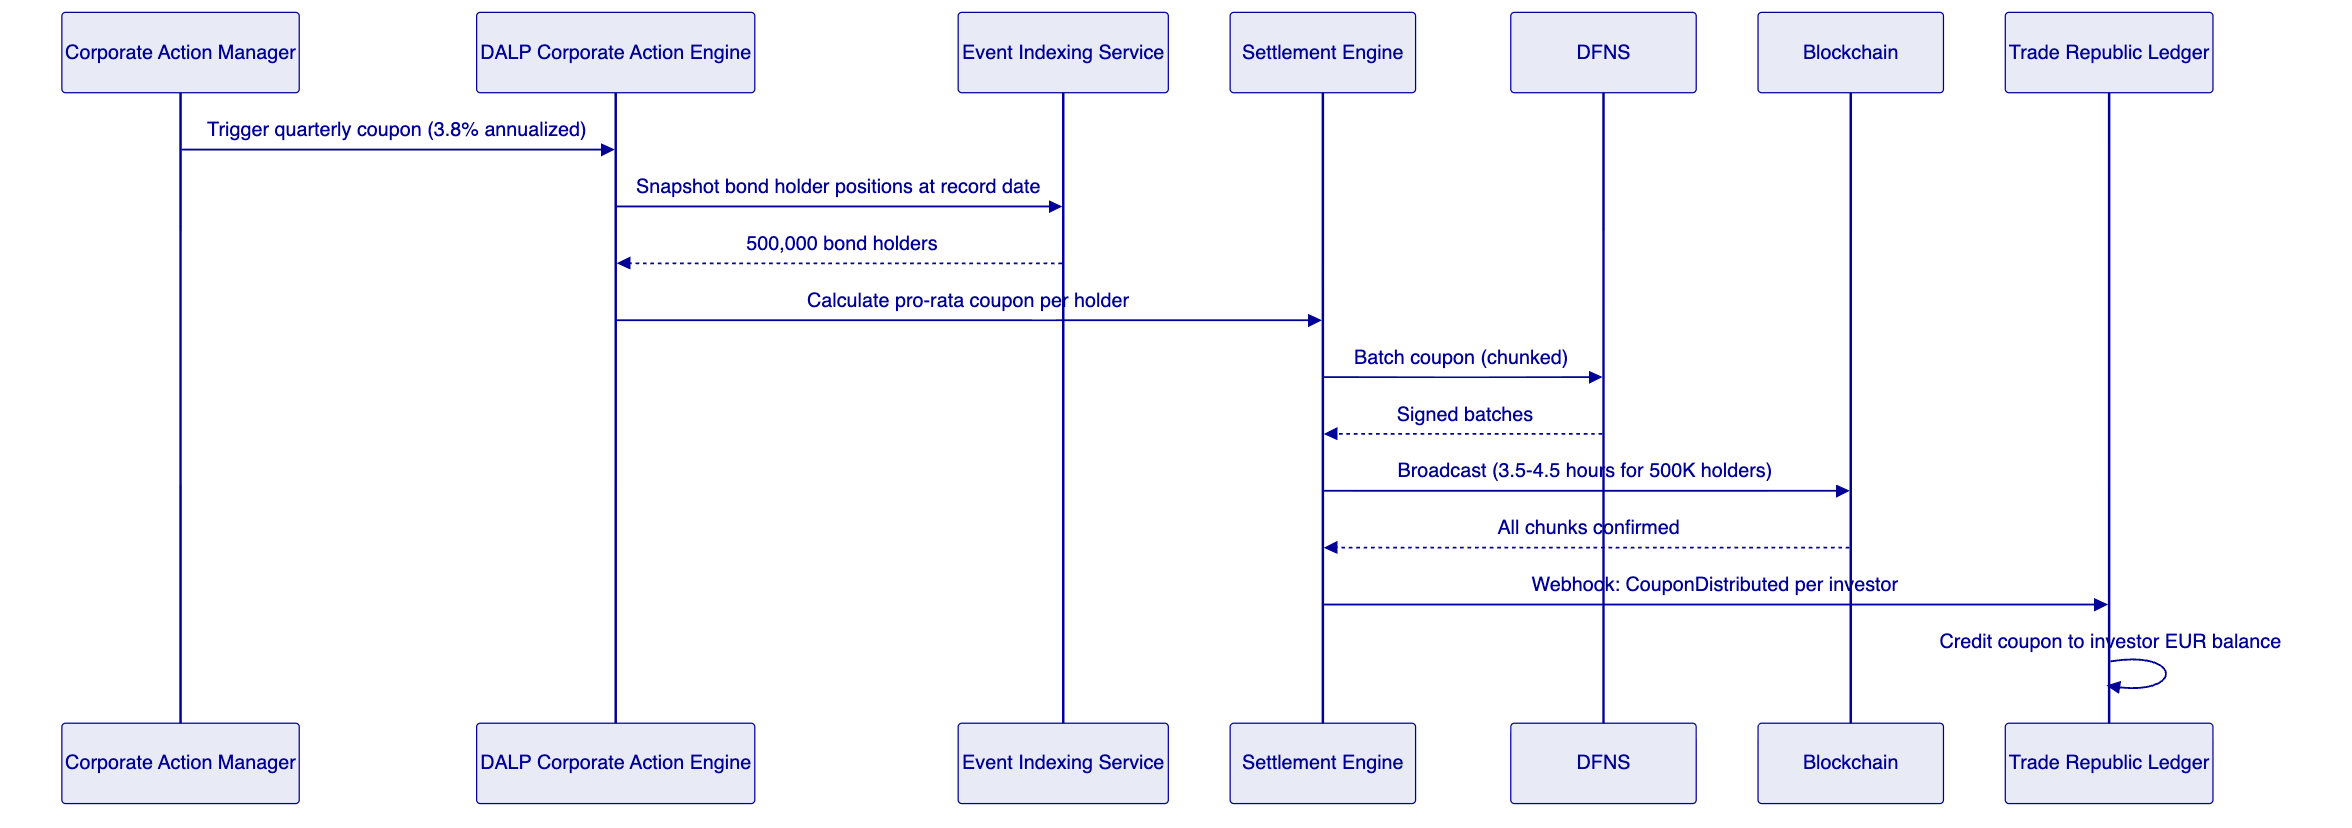 Corporate Action Manager
DALP Corporate Action Engine
Event Indexing Service
Settlement Engine
DFNS
Blockchain
Trade Republic Ledger
Trigger quarterly coupon (3.8% annualized)
Snapshot bond holder positions at record date
500,000 bond holders
Calculate pro-rata coupon per holder
Batch coupon (chunked)
Signed batches
Broadcast (3.5-4.5 hours for 500K holders)
All chunks confirmed
Webhook: CouponDistributed per investor
Credit coupon to investor EUR balance
Corporate Action Manager
DALP Corporate Action Engine
Event Indexing Service
Settlement Engine
DFNS
Blockchain
Trade Republic Ledger